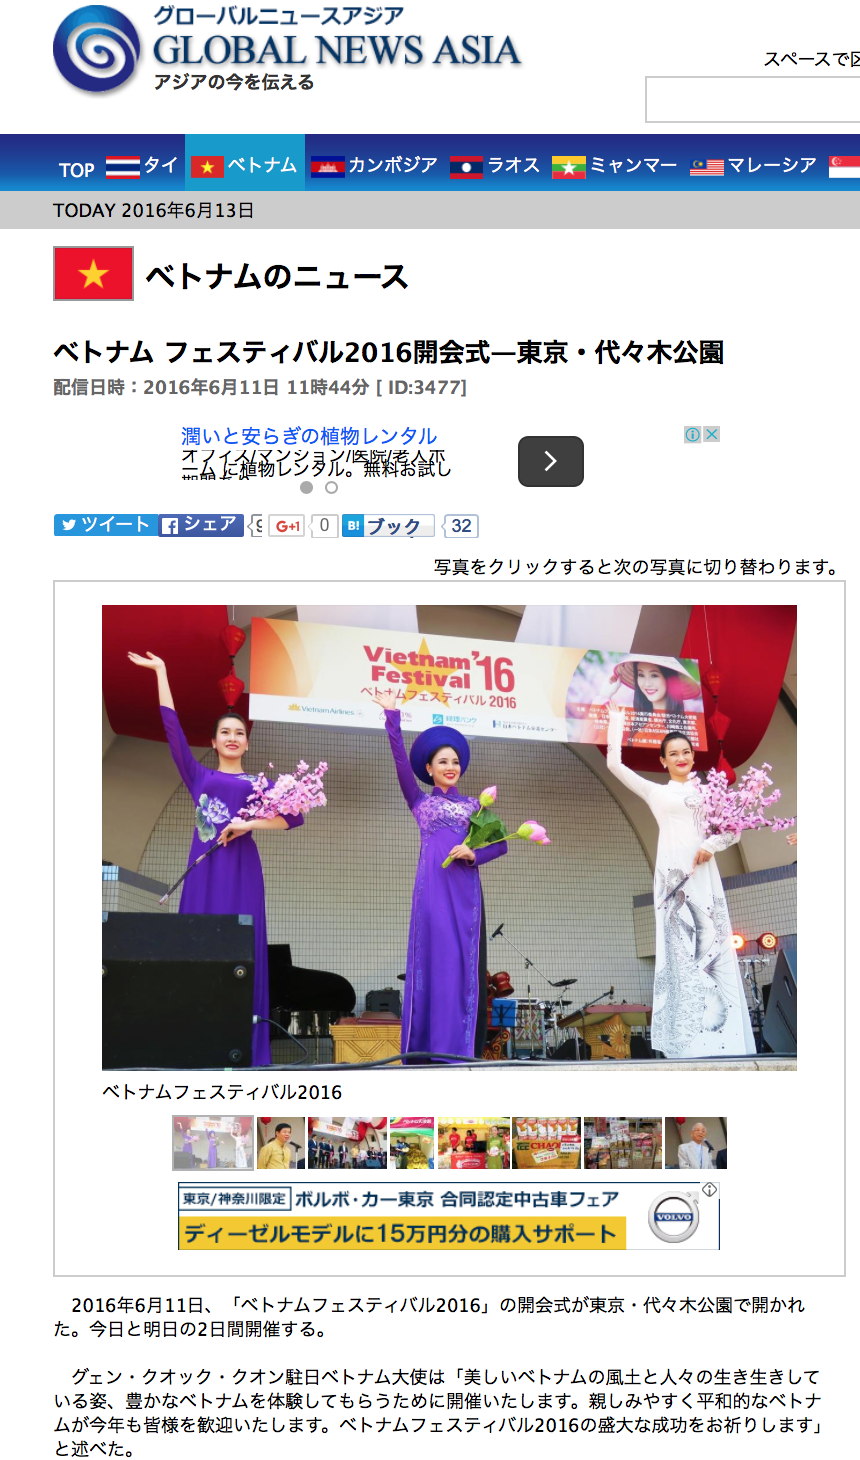 グローバルニュースアジア
GLOBAL NEWS ASIA
アジアの今を伝える
スペースで区
TOP タイ ベトナム カンボジア ラオス ミャンマー マレーシア
TODAY 2016年6月13日
ベトナムのニュース
ベトナム フェスティバル2016開会式—東京・代々木公園
配信日時：2016年6月11日 11時44分 [ ID:3477]
潤いと安らぎの植物レンタル
オフィス/マンション/医院/老人ホ
ーム に植物レンタル。無料お試し
ツイート シェア 9 G+1 0 B! ブック 32
写真をクリックすると次の写真に切り替わります。
Vietnam'16
Festival
ベトナムフェスティバル 2016
VietnamAirlines
ベトナムフェスティバル2016
東京/神奈川限定 ボルボ・カー東京 合同認定中古車フェア
ディーゼルモデルに15万円分の購入サポート
VOLVO
2016年6月11日、「ベトナムフェスティバル2016」の開会式が東京・代々木公園で開かれ
た。今日と明日の2日間開催する。
グェン・クオック・クオン駐日ベトナム大使は「美しいベトナムの風土と人々の生き生きして
いる姿、豊かなベトナムを体験してもらうために開催いたします。親しみやすく平和的なベトナ
ムが今年も皆様を歓迎いたします。ベトナムフェスティバル2016の盛大な成功をお祈りします」
と述べた。